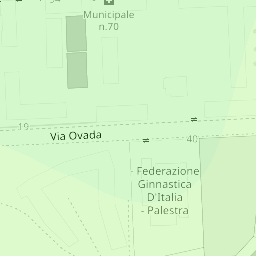 Municipale
n.70
19
Via Ovada
40
Federazione
Ginnastica
D'Italia
- Palestra